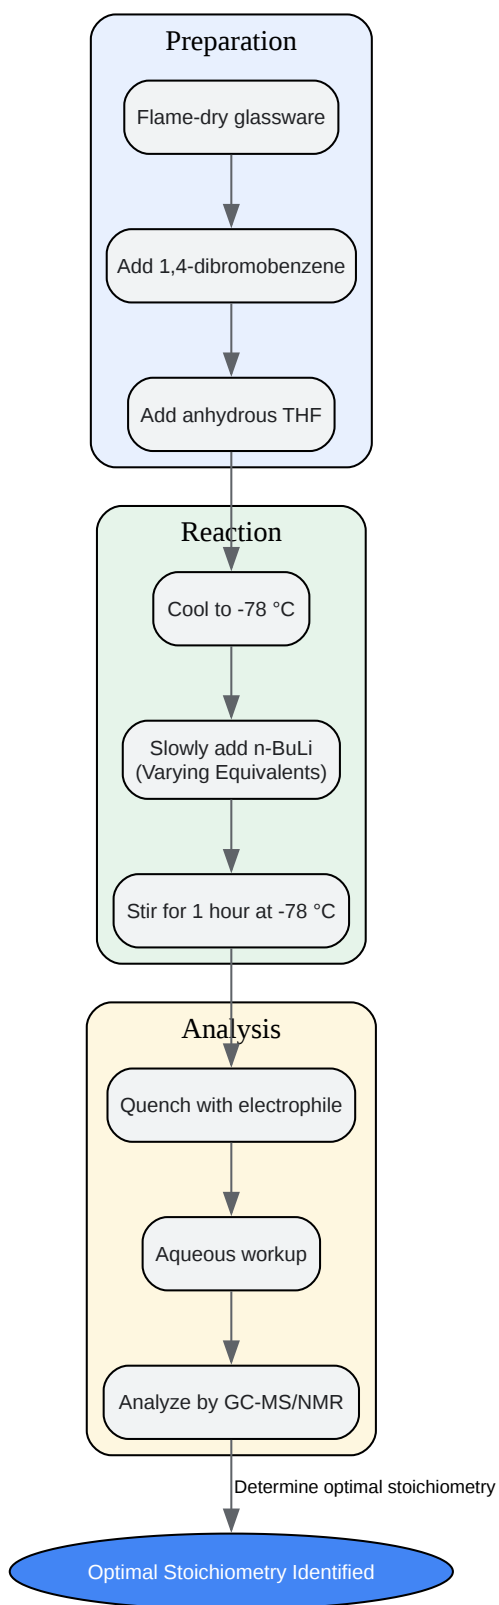 Preparation
Flame-dry glassware
Add 1,4-dibromobenzene
Add anhydrous THF
Reaction
Cool to -78 °C
Slowly add n-BuLi
(Varying Equivalents)
Stir for 1 hour at -78 °C
Analysis
Quench with electrophile
Aqueous workup
Analyze by GC-MS/NMR
Determine optimal stoichiometry
Optimal Stoichiometry Identified